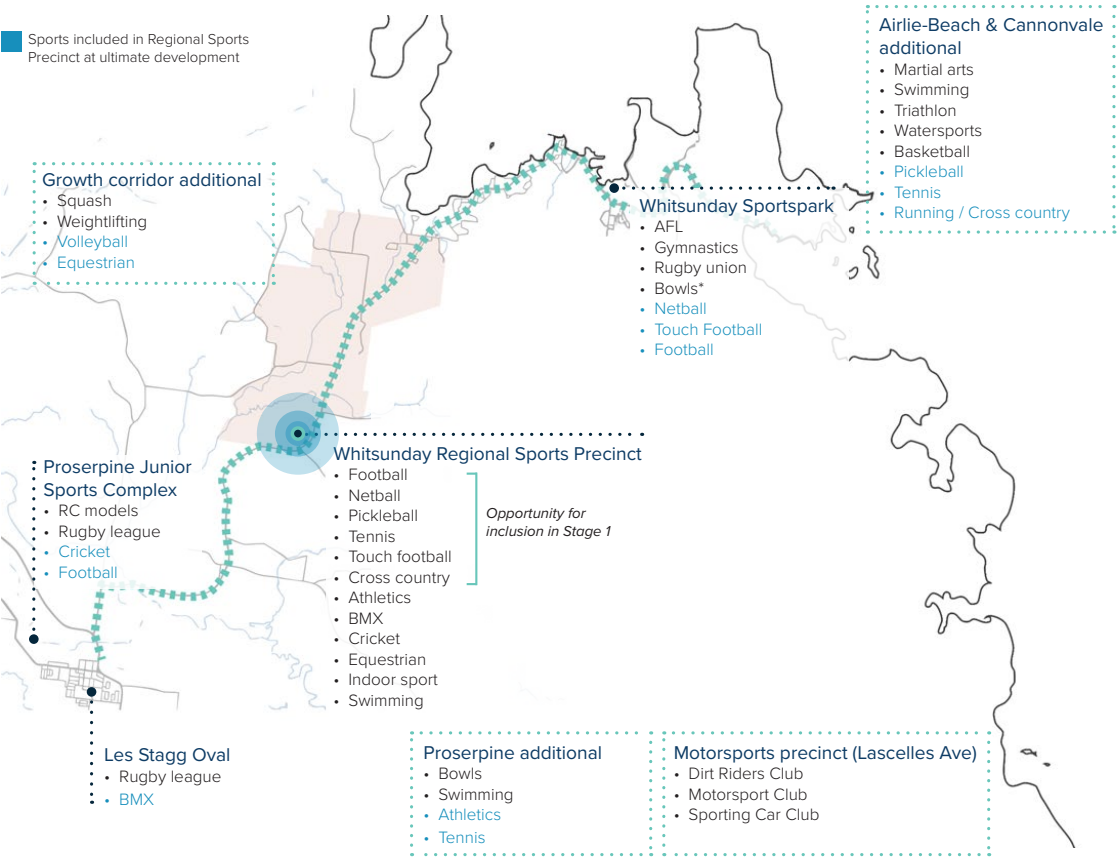 Sports included in Regional Sports
Precinct at ultimate development
Airlie-Beach & Cannonvale
additional
• Martial arts
• Swimming
• Triathlon
• Watersports
• Basketball
• Pickleball
• Tennis
• Running / Cross country
Growth corridor additional
• Squash
• Weightlifting
• Volleyball
• Equestrian
Whitsunday Sportspark
• AFL
• Gymnastics
• Rugby union
• Bowls*
• Netball
• Touch Football
• Football
Whitsunday Regional Sports Precinct
• Football
• Netball
• Pickleball
• Tennis
• Touch football
• Cross country
• Athletics
• BMX
• Cricket
• Equestrian
• Indoor sport
• Swimming
Opportunity for
inclusion in Stage 1
Proserpine Junior
Sports Complex
• RC models
• Rugby league
• Cricket
• Football
Les Stagg Oval
• Rugby league
• BMX
Proserpine additional
• Bowls
• Swimming
• Athletics
• Tennis
Motorsports precinct (Lascelles Ave)
• Dirt Riders Club
• Motorsport Club
• Sporting Car Club